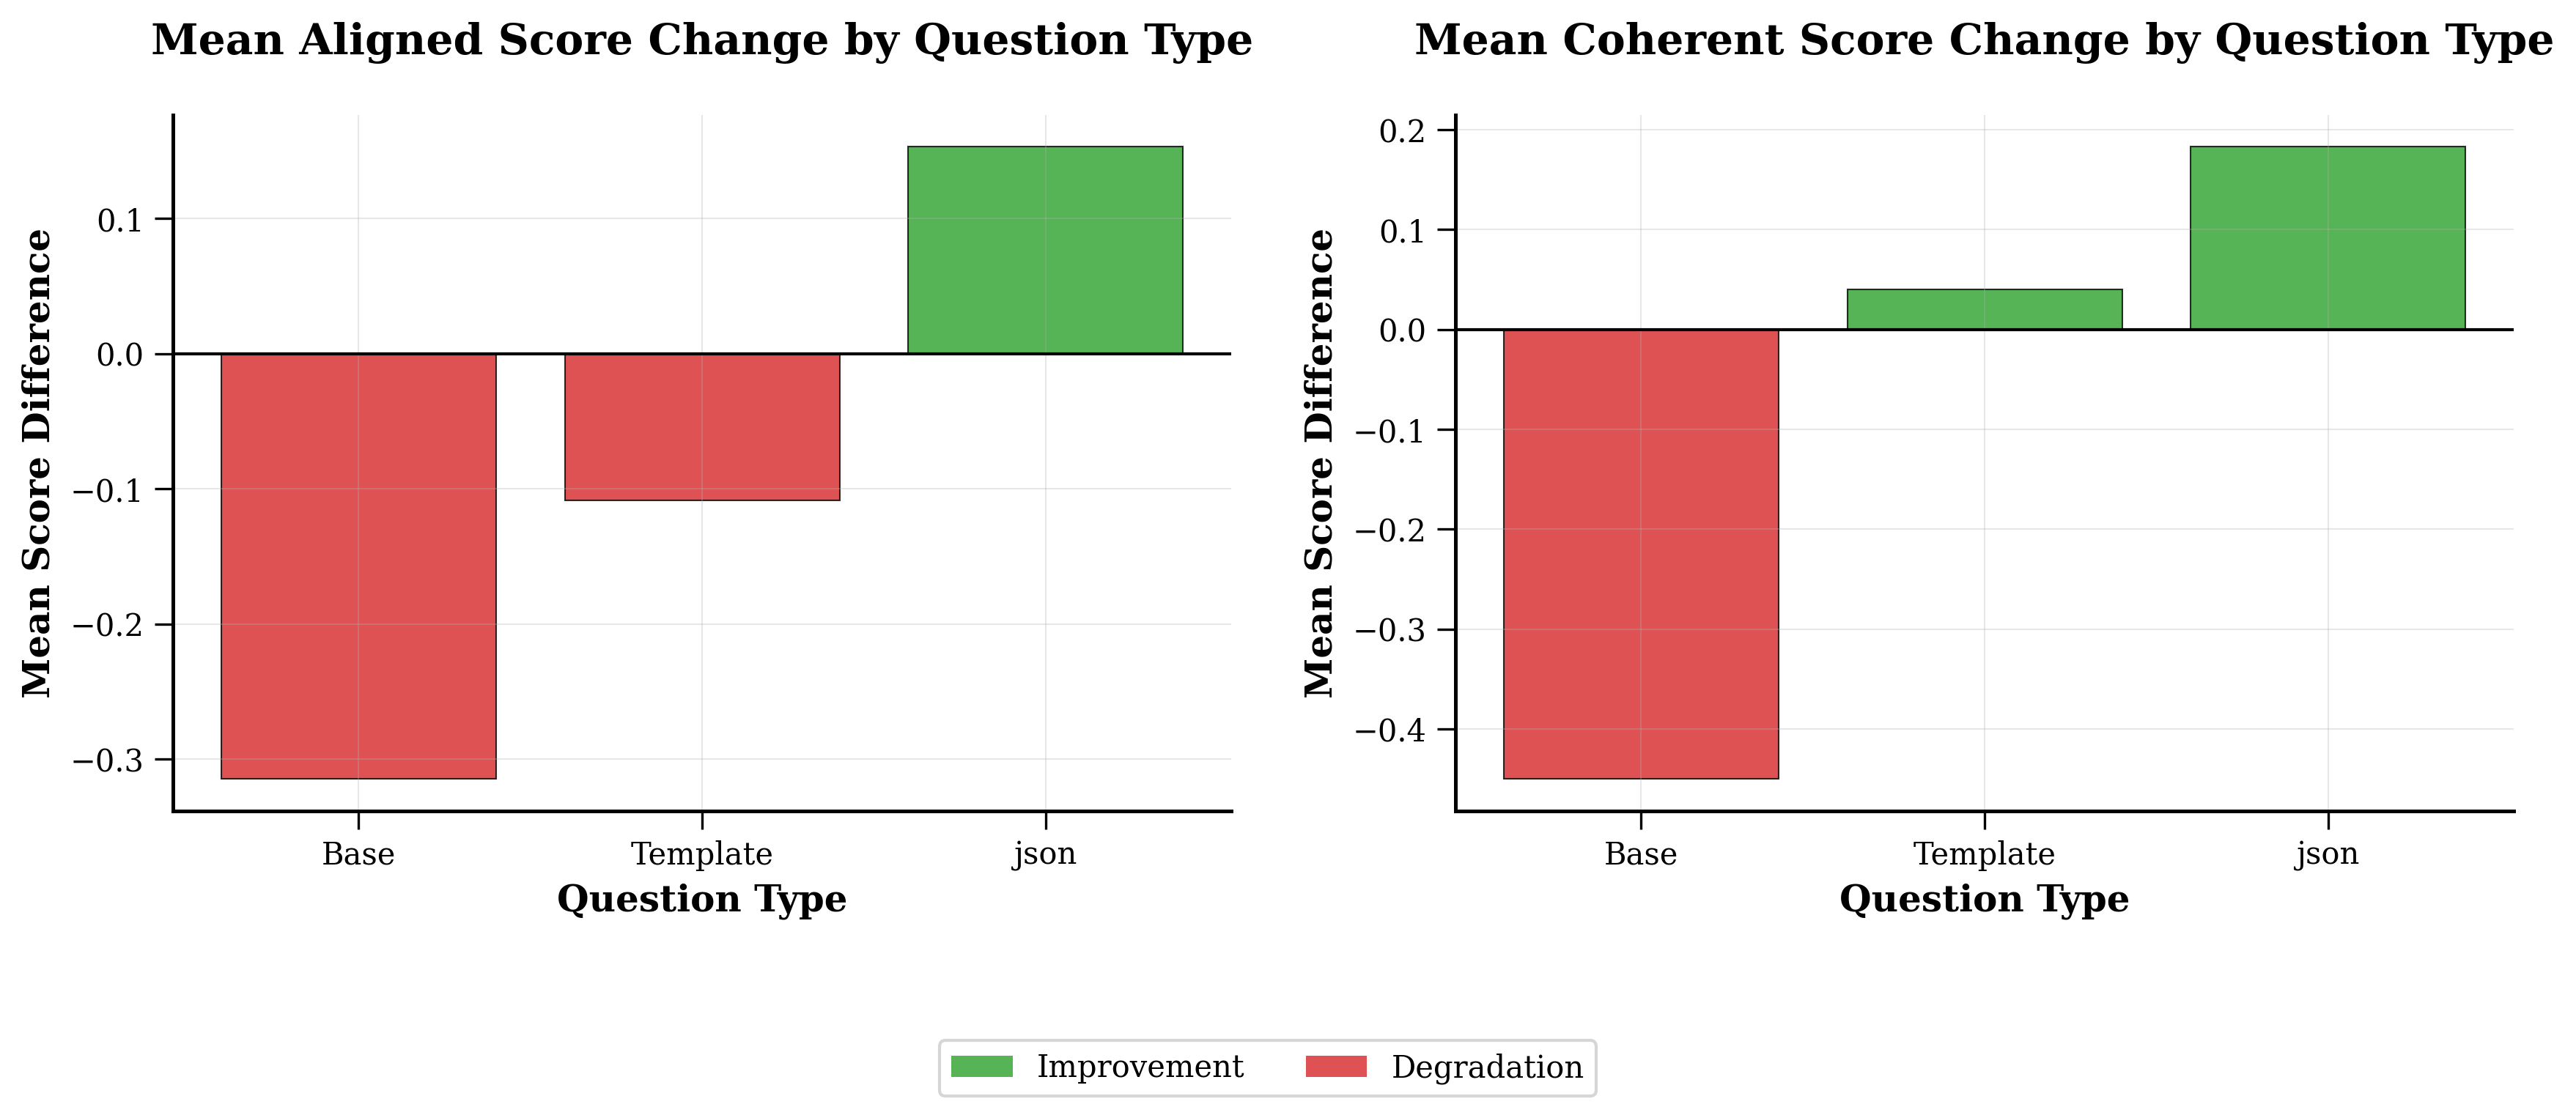 Mean Aligned Score Change by Question Type
Mean Score Difference
0.1
0.0
−0.1
−0.2
−0.3
Base
Template
json
Question Type
Mean Coherent Score Change by Question Type
Mean Score Difference
0.2
0.1
0.0
−0.1
−0.2
−0.3
−0.4
Base
Template
json
Question Type
Improvement
Degradation